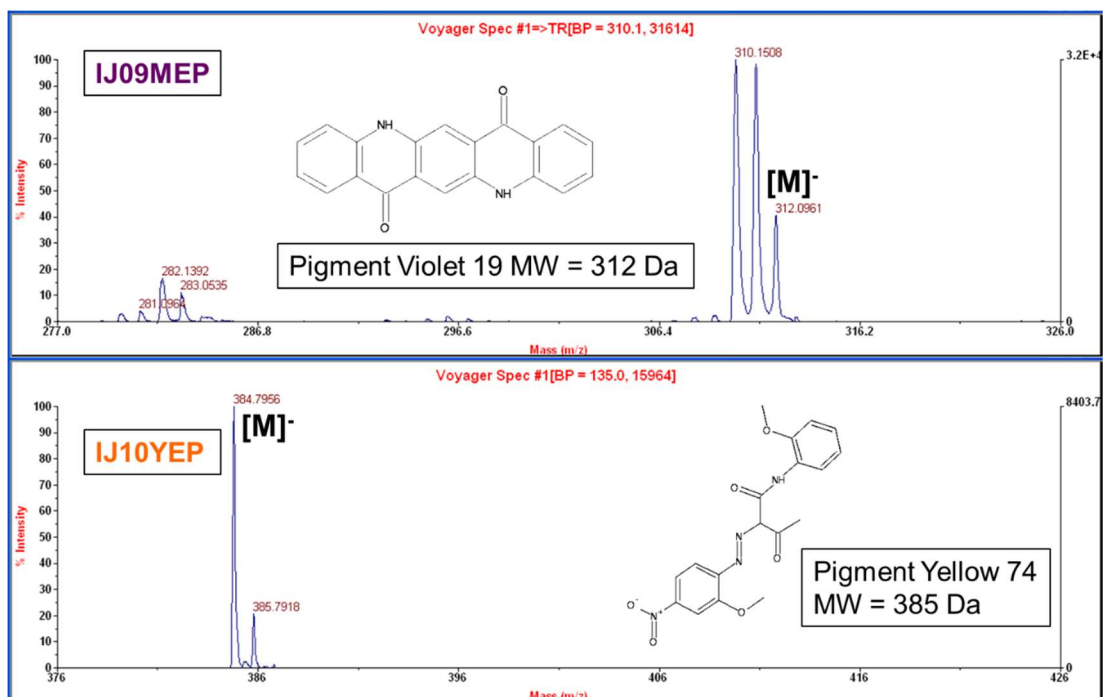 Voyager Spec #1=>TR[BP = 310.1, 31614]
IJ09MEP
% Intensity
100
90
80
70
60
50
40
30
20
10
0
310.1508
3.2E+4
[M]-
312.0961
O
NH
NH
O
Pigment Violet 19 MW = 312 Da
282.1392
283.0535
281.0964
0
277.0
286.8
296.6
306.4
316.2
326.0
Mass (m/z)
Voyager Spec #1[BP = 135.0, 15964]
IJ10YEP
% Intensity
100
90
80
70
60
50
40
30
20
10
0
384.7956
8403.7
[M]-
385.7918
O
NH
O
N
N
O
O
O-
N+
O
Pigment Yellow 74
MW = 385 Da
0
376
386
396
406
416
426
Mass (m/z)